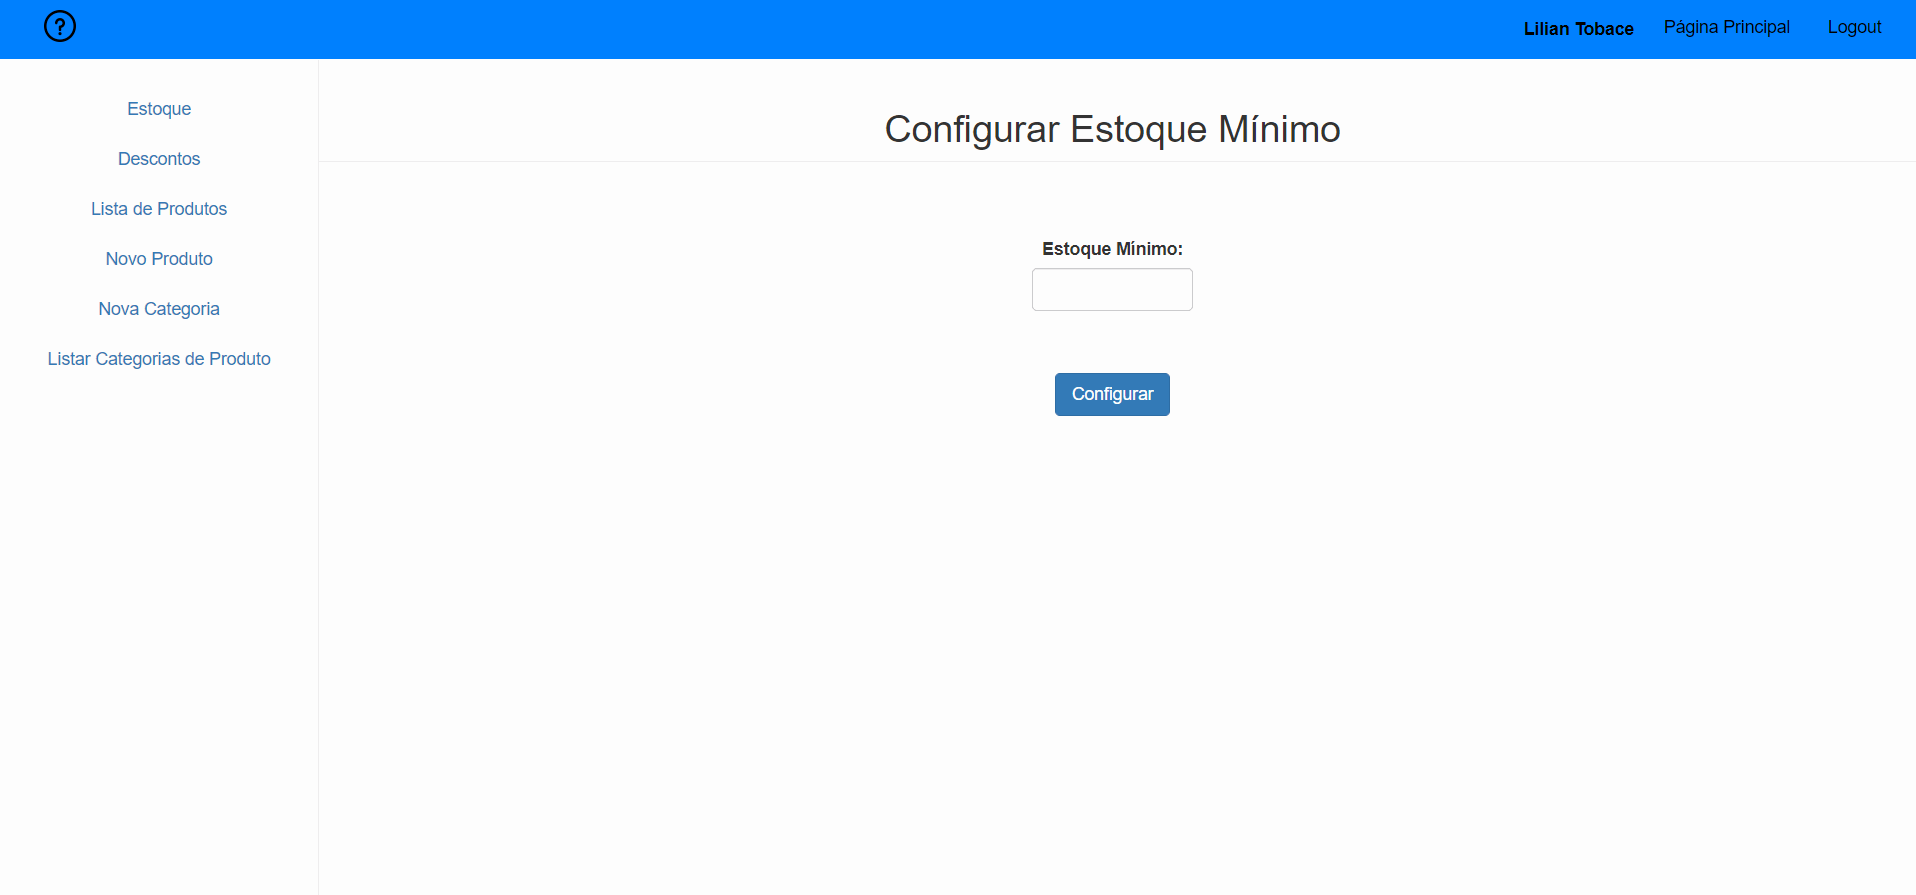 ?
Lilian Tobace Página Principal Logout
Estoque
Descontos
Lista de Produtos
Novo Produto
Nova Categoria
Listar Categorias de Produto
Configurar Estoque Mínimo
Estoque Mínimo:
Configurar